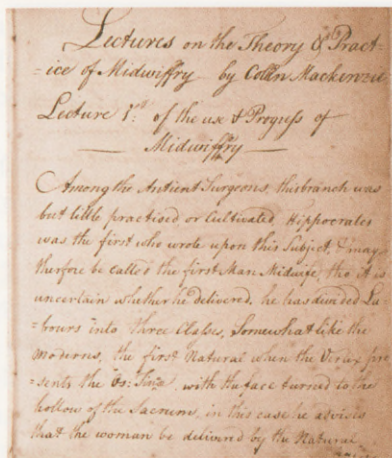 Lectures on the Theory & Pract-
=ice of Midwiffry by Colin Mackenzie
Lecture 1st: of the use & Progress of
Midwiffry
Among the Antient Surgeons, this branch was
but little practised or Cultivated, Hippocrates
was the first who wrote upon this Subject, & may
therfore be called the first Man Midwife, tho' it is
uncertain whether he delivered, he has divided La
=bours into three Classes, Somewhat like the
Moderns, the first Natural when the Vertex pre
=sents the Os: with the face turned to the
hollow of the Sacrum, in this case he advises
that the woman be delivered by the Natural